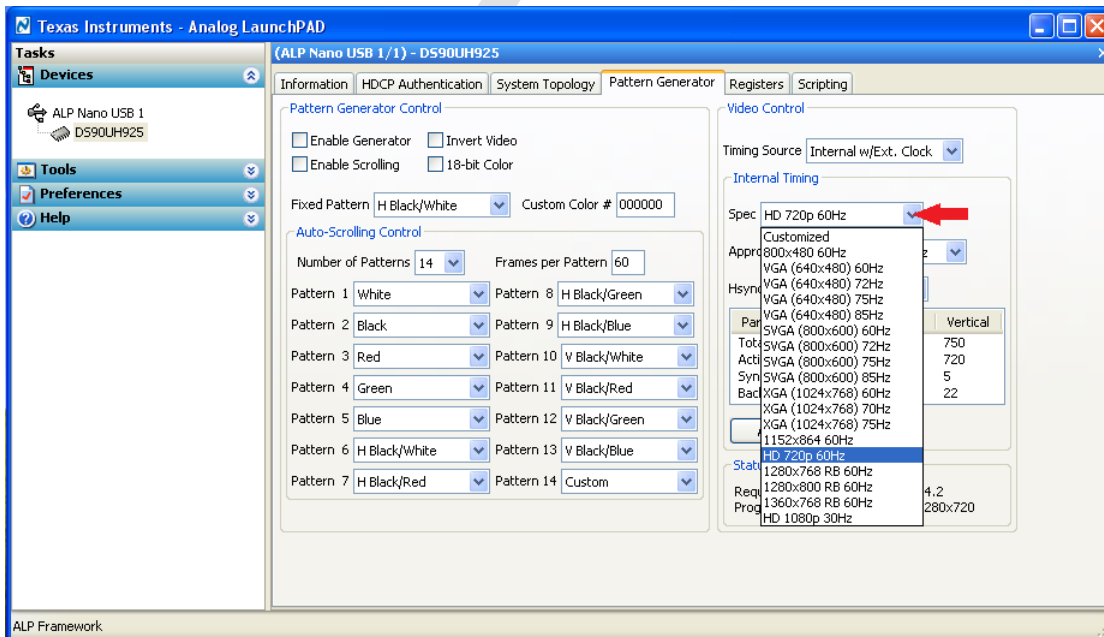 Texas Instruments - Analog LaunchPAD
Tasks
(ALP Nano USB 1/1) - DS90UH925
Devices
ALP Nano USB 1
DS90UH925
Tools
Preferences
Help
Information HDCP Authentication System Topology Pattern Generator Registers Scripting
Pattern Generator Control
Enable Generator Invert Video
Enable Scrolling 18-bit Color
Fixed Pattern H Black/White Custom Color # 000000
Auto-Scrolling Control
Number of Patterns 14 Frames per Pattern 60
Pattern 1 White Pattern 8 H Black/Green
Pattern 2 Black Pattern 9 H Black/Blue
Pattern 3 Red Pattern 10 V Black/White
Pattern 4 Green Pattern 11 V Black/Red
Pattern 5 Blue Pattern 12 V Black/Green
Pattern 6 H Black/White Pattern 13 V Black/Blue
Pattern 7 H Black/Red Pattern 14 Custom
Video Control
Timing Source Internal w/Ext. Clock
Internal Timing
Spec HD 720p 60Hz
Customized
800x480 60Hz
VGA (640x480) 60Hz
VGA (640x480) 72Hz
VGA (640x480) 75Hz
VGA (640x480) 85Hz
SVGA (800x600) 60Hz
SVGA (800x600) 72Hz
SVGA (800x600) 75Hz
SVGA (800x600) 85Hz
XGA (1024x768) 60Hz
XGA (1024x768) 70Hz
XGA (1024x768) 75Hz
1152x864 60Hz
HD 720p 60Hz
1280x768 RB 60Hz
1280x800 RB 60Hz
1360x768 RB 60Hz
HD 1080p 30Hz
Vertical
750
720
5
22
4.2
280x720
ALP Framework